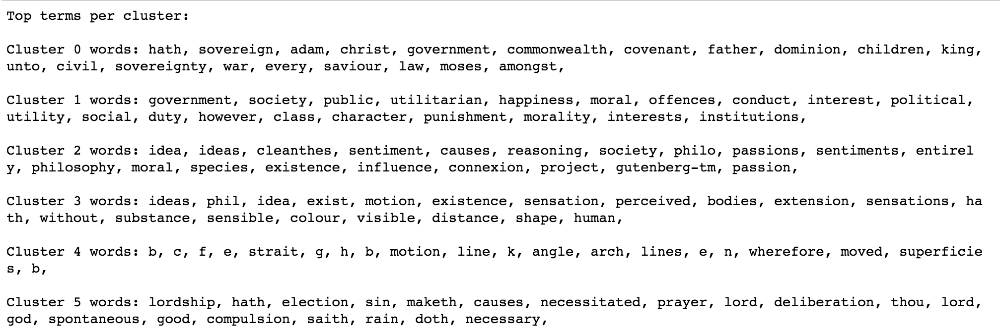 Top terms per cluster:
Cluster 0 words: hath, sovereign, adam, christ, government, commonwealth, covenant, father, dominion, children, king,
unto, civil, sovereignty, war, every, saviour, law, moses, amongst,
Cluster 1 words: government, society, public, utilitarian, happiness, moral, offences, conduct, interest, political,
utility, social, duty, however, class, character, punishment, morality, interests, institutions,
Cluster 2 words: idea, ideas, cleanthes, sentiment, causes, reasoning, society, philo, passions, sentiments, entirel
y, philosophy, moral, species, existence, influence, connexion, project, gutenberg-tm, passion,
Cluster 3 words: ideas, phil, idea, exist, motion, existence, sensation, perceived, bodies, extension, sensations, ha
th, without, substance, sensible, colour, visible, distance, shape, human,
Cluster 4 words: b, c, f, e, strait, g, h, b, motion, line, k, angle, arch, lines, e, n, wherefore, moved, superficie
s, b,
Cluster 5 words: lordship, hath, election, sin, maketh, causes, necessitated, prayer, lord, deliberation, thou, lord,
god, spontaneous, good, compulsion, saith, rain, doth, necessary,